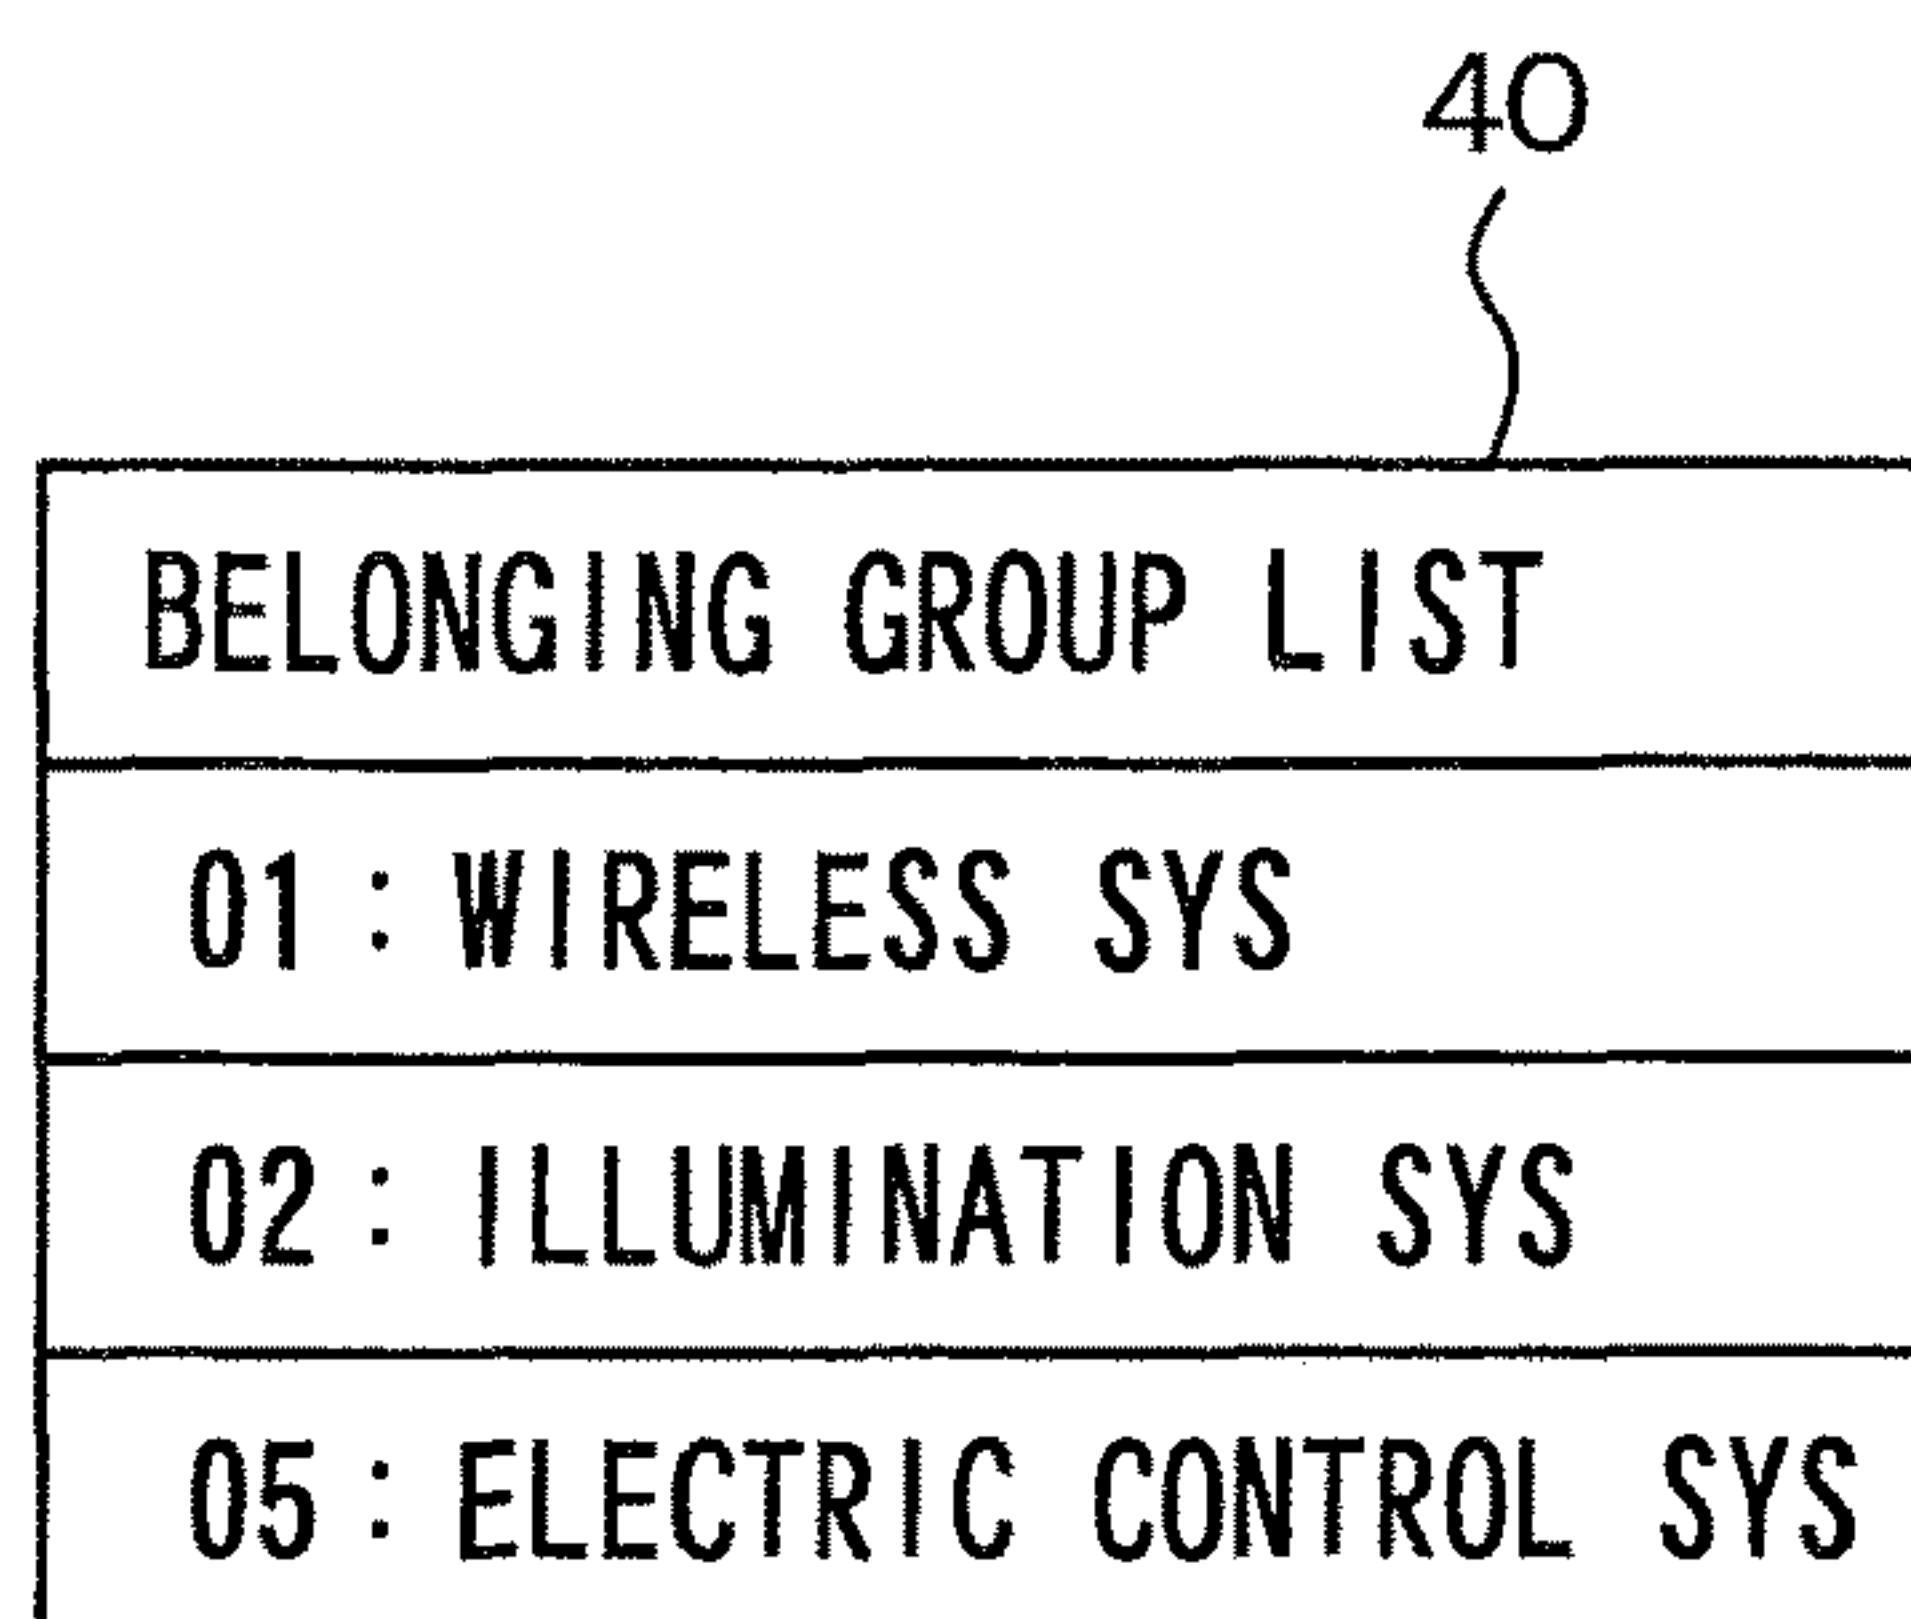 40
BELONGING GROUP LIST
01: WIRELESS SYS
02: ILLUMINATION SYS
05: ELECTRIC CONTROL SYS